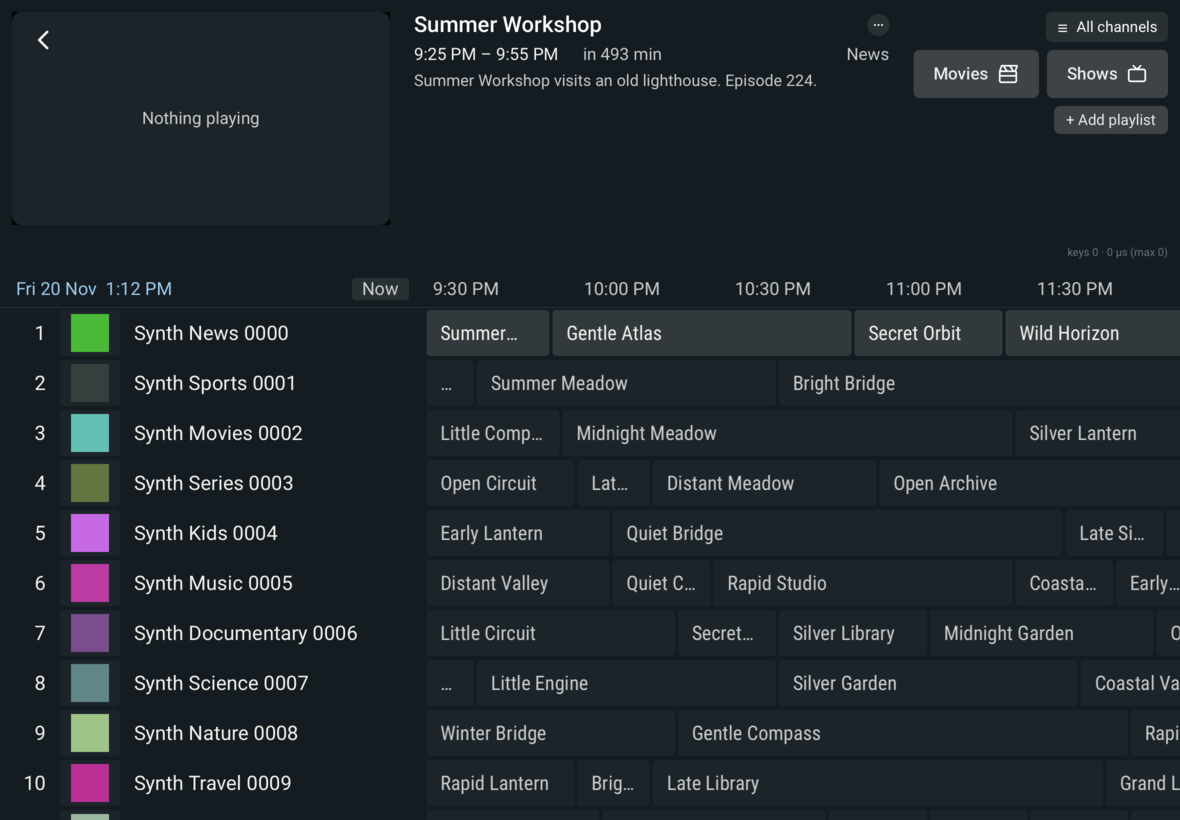 Nothing playing
Summer Workshop
9:25 PM – 9:55 PM in 493 min
News
Summer Workshop visits an old lighthouse. Episode 224.
All channels
Movies
Shows
+ Add playlist
keys 0 · 0 µs (max 0)
Fri 20 Nov 1:12 PM
Now
9:30 PM 10:00 PM 10:30 PM 11:00 PM 11:30 PM
1 Synth News 0000 Summer… Gentle Atlas Secret Orbit Wild Horizon
2 Synth Sports 0001 … Summer Meadow Bright Bridge
3 Synth Movies 0002 Little Comp… Midnight Meadow Silver Lantern
4 Synth Series 0003 Open Circuit Lat… Distant Meadow Open Archive
5 Synth Kids 0004 Early Lantern Quiet Bridge Late Si…
6 Synth Music 0005 Distant Valley Quiet C… Rapid Studio Coasta… Early…
7 Synth Documentary 0006 Little Circuit Secret… Silver Library Midnight Garden
8 Synth Science 0007 … Little Engine Silver Garden Coastal Va
9 Synth Nature 0008 Winter Bridge Gentle Compass Rapi
10 Synth Travel 0009 Rapid Lantern Brig… Late Library Grand L